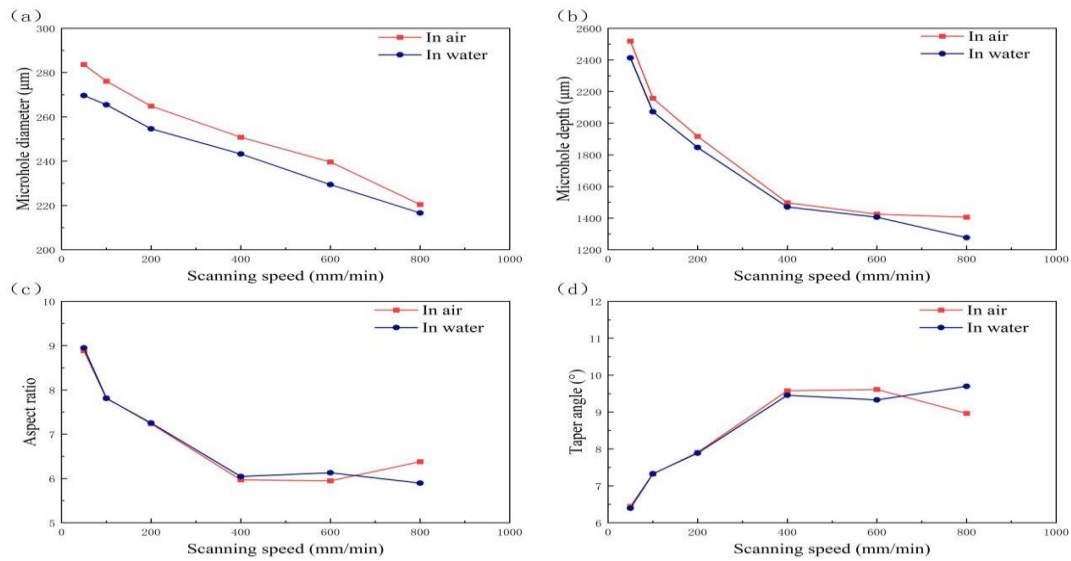 (a)
300
280
260
240
220
200
Microhole diameter (μm)
In air
In water
0
200
400
600
800
1000
Scanning speed (mm/min)
(b)
2600
2400
2200
2000
1800
1600
1400
1200
Microhole depth (μm)
In air
In water
0
200
400
600
800
1000
Scanning speed (mm/min)
(c)
10
9
8
7
6
5
Aspect ratio
In air
In water
0
200
400
600
800
1000
Scanning speed (mm/min)
(d)
12
11
10
9
8
7
6
Taper angle (°)
In air
In water
0
200
400
600
800
1000
Scanning speed (mm/min)